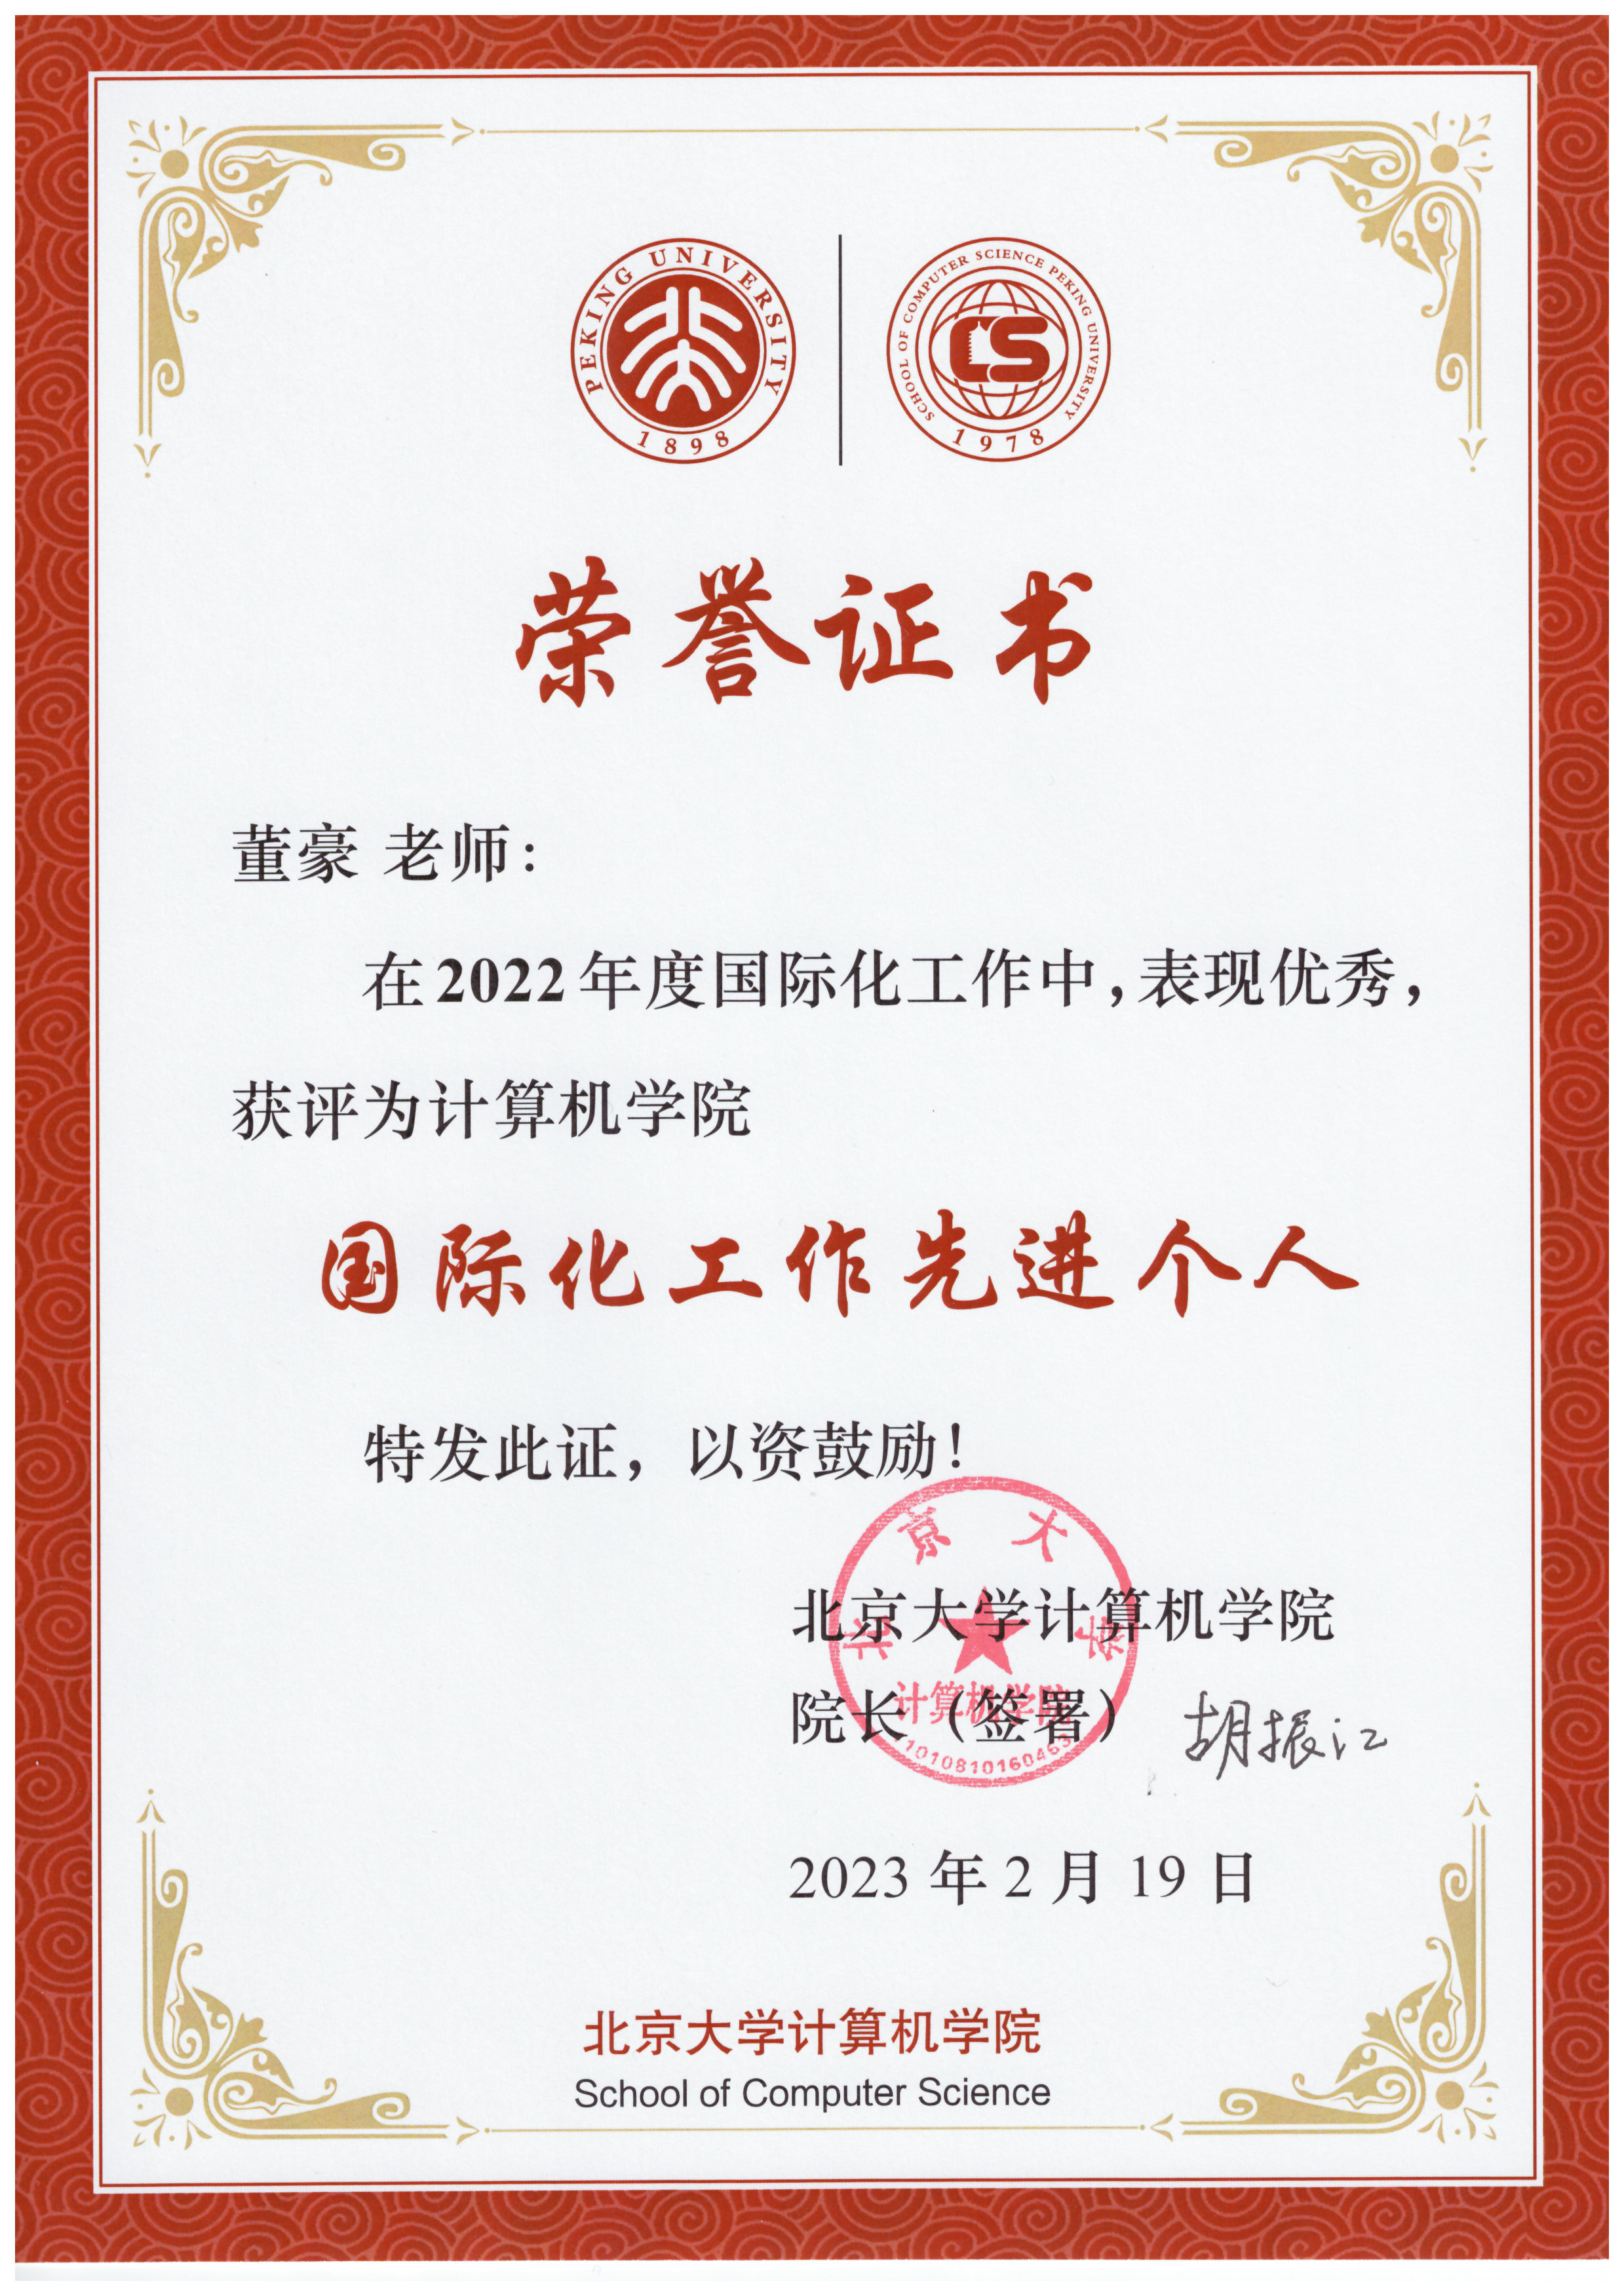 PEKING UNIVERSITY
1898
SCHOOL OF COMPUTER SCIENCE PEKING UNIVERSITY
CS
1978
荣誉证书
董豪 老师：
在2022年度国际化工作中，表现优秀，
获评为计算机学院
国际化工作先进个人
特发此证，以资鼓励！
北京大学
北京大学计算机学院
计算机学院
院长（签署） 胡振江
2023 年 2 月 19 日
北京大学计算机学院
School of Computer Science